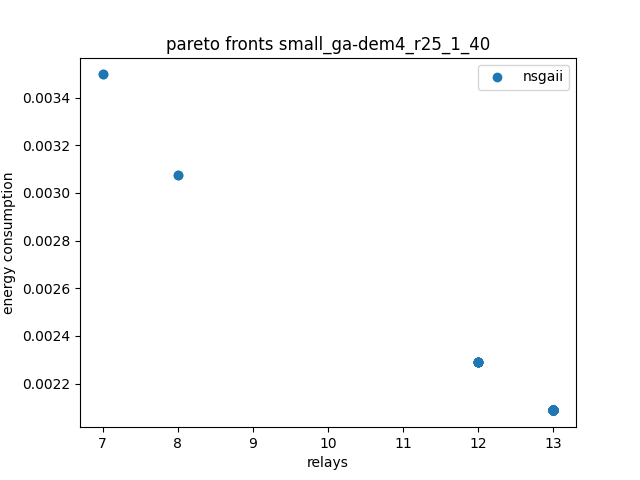 pareto fronts small_ga-dem4_r25_1_40
nsgaii
energy consumption
0.0034
0.0032
0.0030
0.0028
0.0026
0.0024
0.0022
7 8 9 10 11 12 13
relays